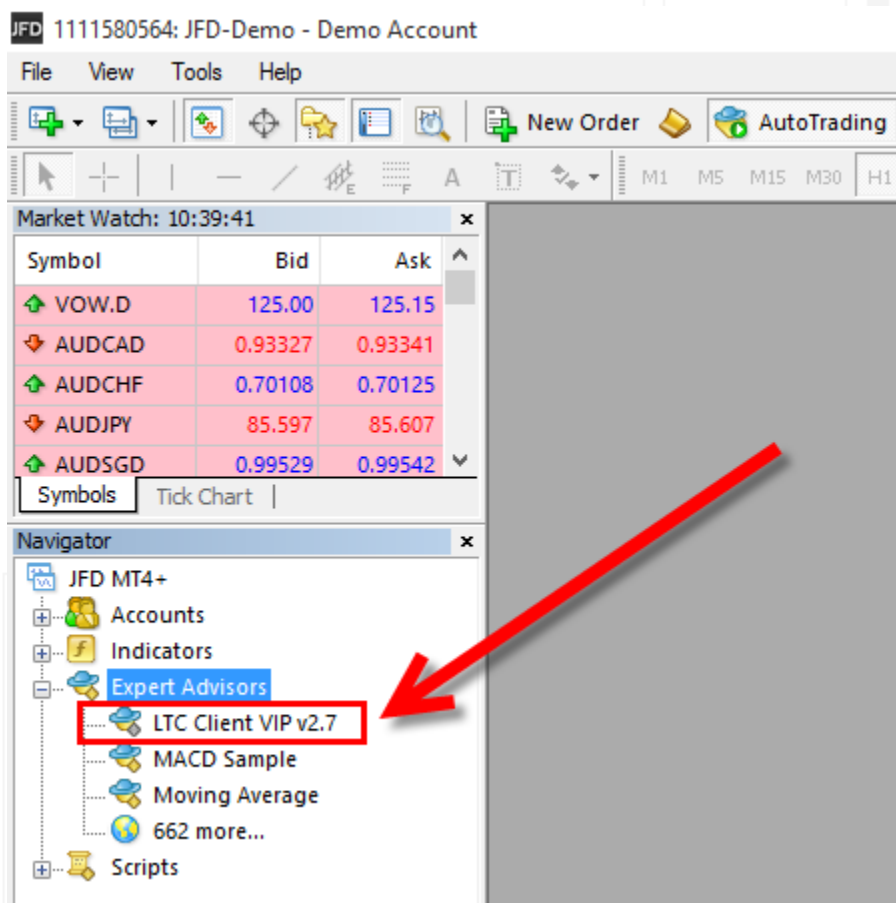 JFD 1111580564: JFD-Demo - Demo Account
File View Tools Help
New Order AutoTrading
E F A T M1 M5 M15 M30 H1
Market Watch: 10:39:41
Symbol Bid Ask
VOW.D 125.00 125.15
AUDCAD 0.93327 0.93341
AUDCHF 0.70108 0.70125
AUDJPY 85.597 85.607
AUDSGD 0.99529 0.99542
Symbols Tick Chart
Navigator
JFD MT4+
Accounts
f Indicators
Expert Advisors
LTC Client VIP v2.7
MACD Sample
Moving Average
662 more...
Scripts